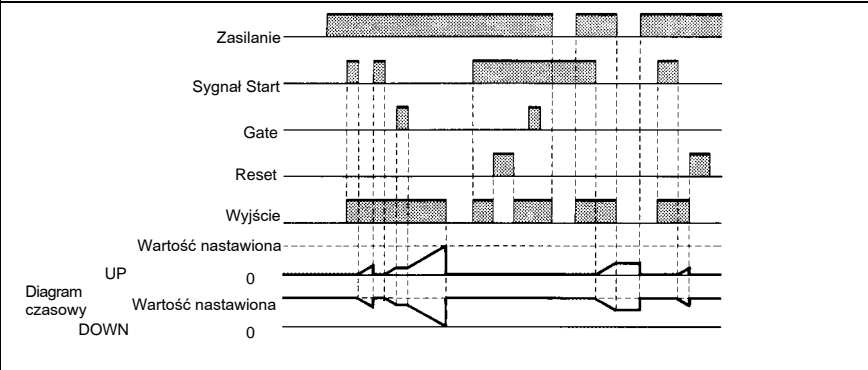 Zasilanie
Sygnał Start
Gate
Reset
Wyjście
Wartość nastawiona
UP
0
Diagram
czasowy
Wartość nastawiona
DOWN
0